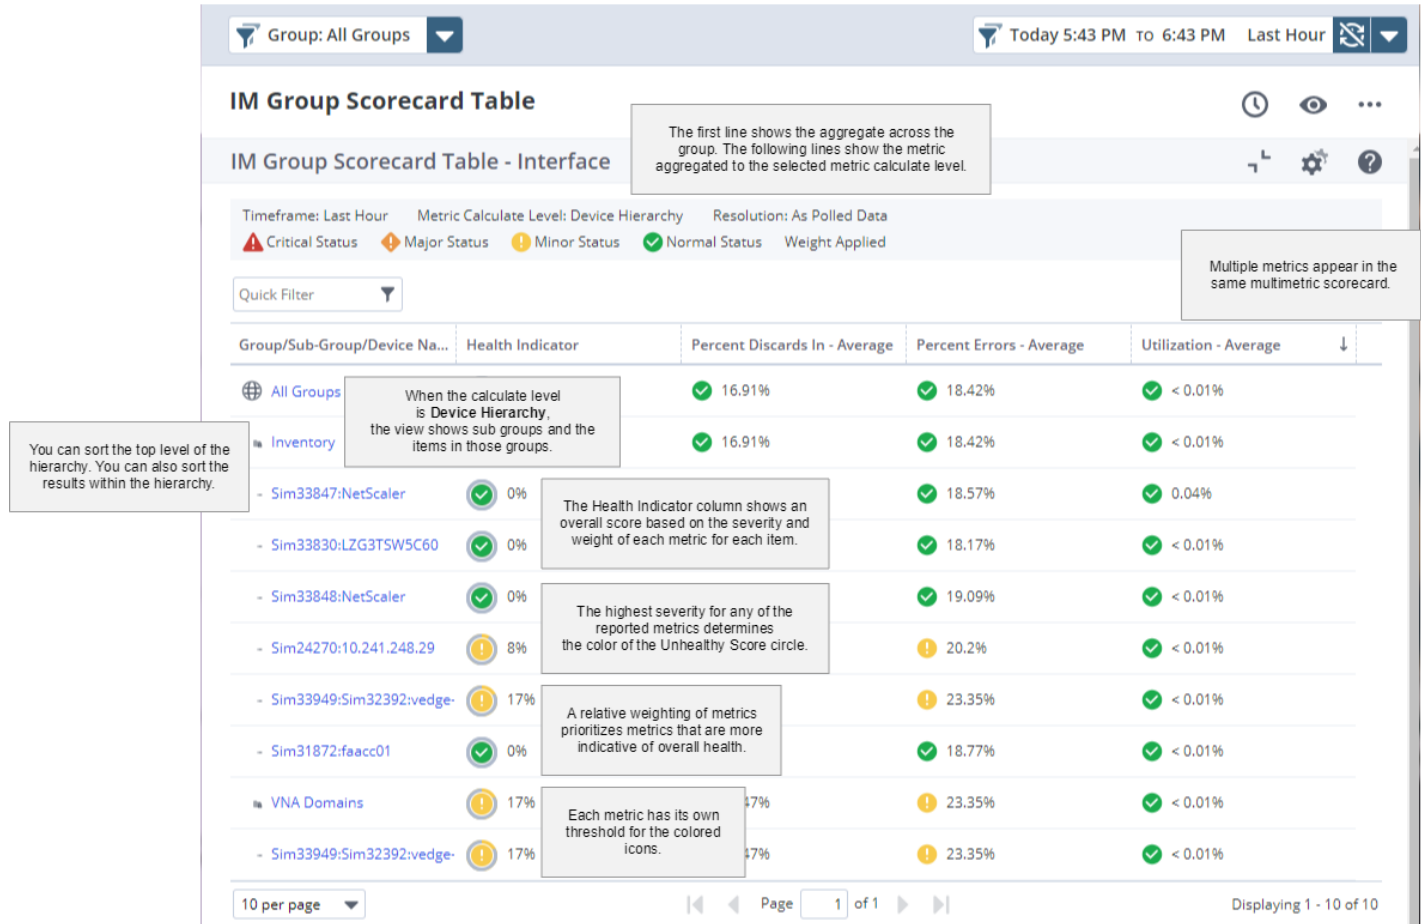 Group: All Groups
Today 5:43 PM TO 6:43 PM Last Hour
IM Group Scorecard Table
The first line shows the aggregate across the
group. The following lines show the metric
aggregated to the selected metric calculate level.
IM Group Scorecard Table - Interface
Timeframe: Last Hour Metric Calculate Level: Device Hierarchy Resolution: As Polled Data
Critical Status Major Status Minor Status Normal Status Weight Applied
Multiple metrics appear in the
same multimetric scorecard.
Quick Filter
Group/Sub-Group/Device Na... Health Indicator Percent Discards In - Average Percent Errors - Average Utilization - Average
All Groups 16.91% 18.42% < 0.01%
When the calculate level
is Device Hierarchy,
the view shows sub groups and the
items in those groups.
Inventory 16.91% 18.42% < 0.01%
You can sort the top level of the
hierarchy. You can also sort the
results within the hierarchy.
Sim33847:NetScaler 0% 18.57% 0.04%
The Health Indicator column shows an
overall score based on the severity and
weight of each metric for each item.
Sim33830:LZG3TSW5C60 0% 18.17% < 0.01%
Sim33848:NetScaler 0% 19.09% < 0.01%
The highest severity for any of the
reported metrics determines
the color of the Unhealthy Score circle.
Sim24270:10.241.248.29 8% 20.2% < 0.01%
Sim33949:Sim32392:vedge- 17% 23.35% < 0.01%
A relative weighting of metrics
prioritizes metrics that are more
indicative of overall health.
Sim31872:faacc01 0% 18.77% < 0.01%
VNA Domains 17% 47% 23.35% < 0.01%
Each metric has its own
threshold for the colored
icons.
Sim33949:Sim32392:vedge- 17% 47% 23.35% < 0.01%
10 per page Page 1 of 1 Displaying 1 - 10 of 10